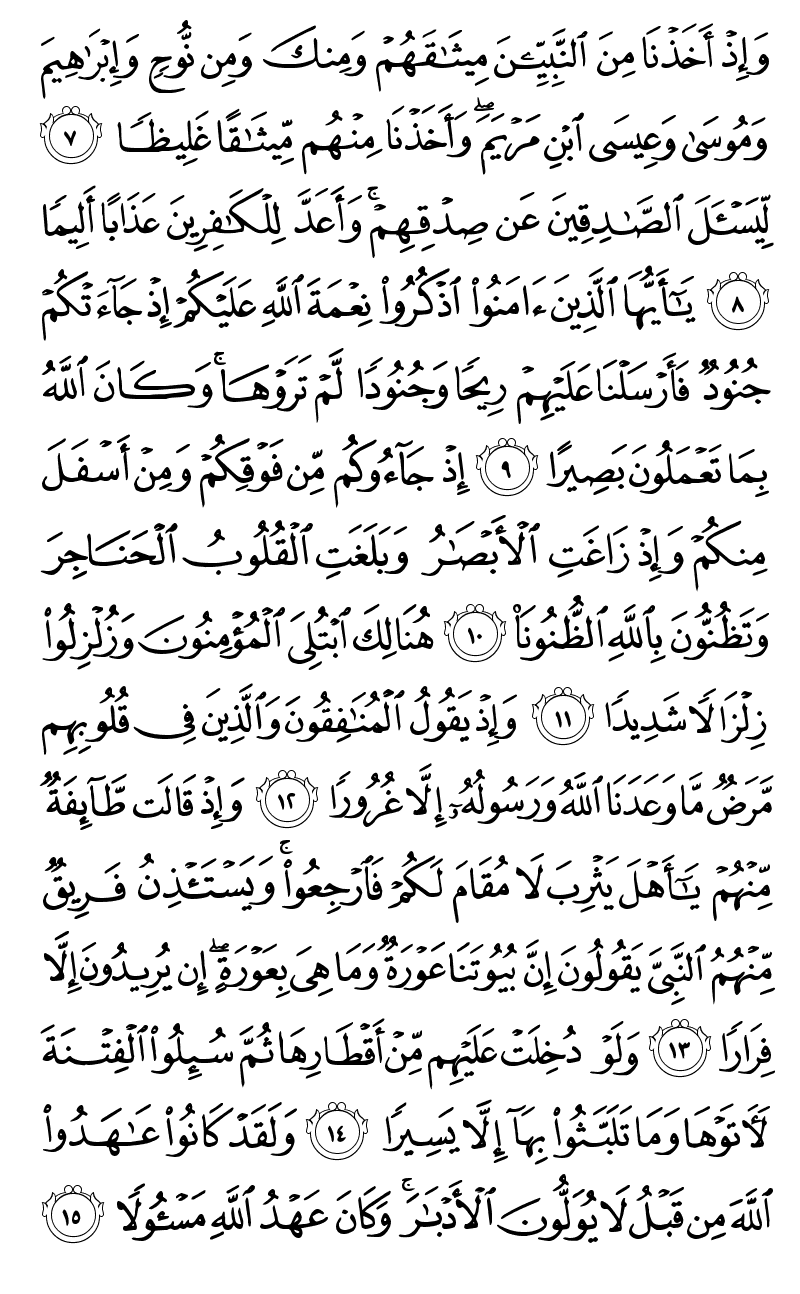 وَإِذْ أَخَذْنَا مِنَ ٱلنَّبِيِّـۧنَ مِيثَـٰقَهُمْ وَمِنكَ وَمِن نُّوحٍ وَإِبْرَٰهِيمَ
وَمُوسَىٰ وَعِيسَى ٱبْنِ مَرْيَمَ ۖ وَأَخَذْنَا مِنْهُم مِّيثَـٰقًا غَلِيظًا ٧
لِّيَسْـَٔلَ ٱلصَّـٰدِقِينَ عَن صِدْقِهِمْ ۚ وَأَعَدَّ لِلْكَـٰفِرِينَ عَذَابًا أَلِيمًا
٨ يَـٰٓأَيُّهَا ٱلَّذِينَ ءَامَنُوا۟ ٱذْكُرُوا۟ نِعْمَةَ ٱللَّهِ عَلَيْكُمْ إِذْ جَآءَتْكُمْ
جُنُودٌ فَأَرْسَلْنَا عَلَيْهِمْ رِيحًا وَجُنُودًا لَّمْ تَرَوْهَا ۚ وَكَانَ ٱللَّهُ
بِمَا تَعْمَلُونَ بَصِيرًا ٩ إِذْ جَآءُوكُم مِّن فَوْقِكُمْ وَمِنْ أَسْفَلَ
مِنكُمْ وَإِذْ زَاغَتِ ٱلْأَبْصَـٰرُ وَبَلَغَتِ ٱلْقُلُوبُ ٱلْحَنَاجِرَ
وَتَظُنُّونَ بِٱللَّهِ ٱلظُّنُونَا۠ ١٠ هُنَالِكَ ٱبْتُلِىَ ٱلْمُؤْمِنُونَ وَزُلْزِلُوا۟
زِلْزَالًا شَدِيدًا ١١ وَإِذْ يَقُولُ ٱلْمُنَـٰفِقُونَ وَٱلَّذِينَ فِى قُلُوبِهِم
مَّرَضٌ مَّا وَعَدَنَا ٱللَّهُ وَرَسُولُهُۥٓ إِلَّا غُرُورًا ١٢ وَإِذْ قَالَت طَّآئِفَةٌ
مِّنْهُمْ يَـٰٓأَهْلَ يَثْرِبَ لَا مُقَامَ لَكُمْ فَٱرْجِعُوا۟ ۚ وَيَسْتَـْٔذِنُ فَرِيقٌ
مِّنْهُمُ ٱلنَّبِىَّ يَقُولُونَ إِنَّ بُيُوتَنَا عَوْرَةٌ وَمَا هِىَ بِعَوْرَةٍ ۖ إِن يُرِيدُونَ إِلَّا
فِرَارًا ١٣ وَلَوْ دُخِلَتْ عَلَيْهِم مِّنْ أَقْطَارِهَا ثُمَّ سُئِلُوا۟ ٱلْفِتْنَةَ
لَـَٔاتَوْهَا وَمَا تَلَبَّثُوا۟ بِهَآ إِلَّا يَسِيرًا ١٤ وَلَقَدْ كَانُوا۟ عَـٰهَدُوا۟
ٱللَّهَ مِن قَبْلُ لَا يُوَلُّونَ ٱلْأَدْبَـٰرَ ۚ وَكَانَ عَهْدُ ٱللَّهِ مَسْـُٔولًا ١٥